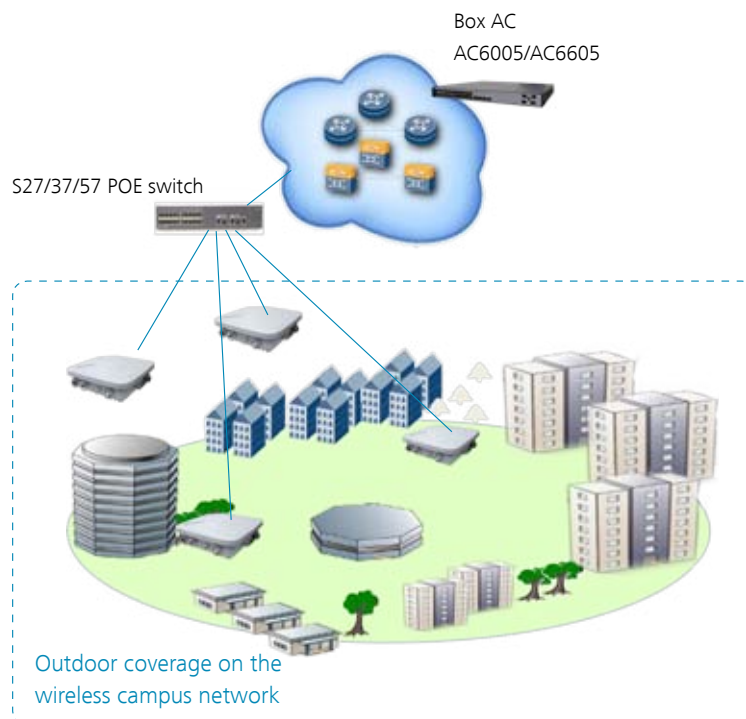 Box AC
AC6005/AC6605
S27/37/57 POE switch
Outdoor coverage on the
wireless campus network